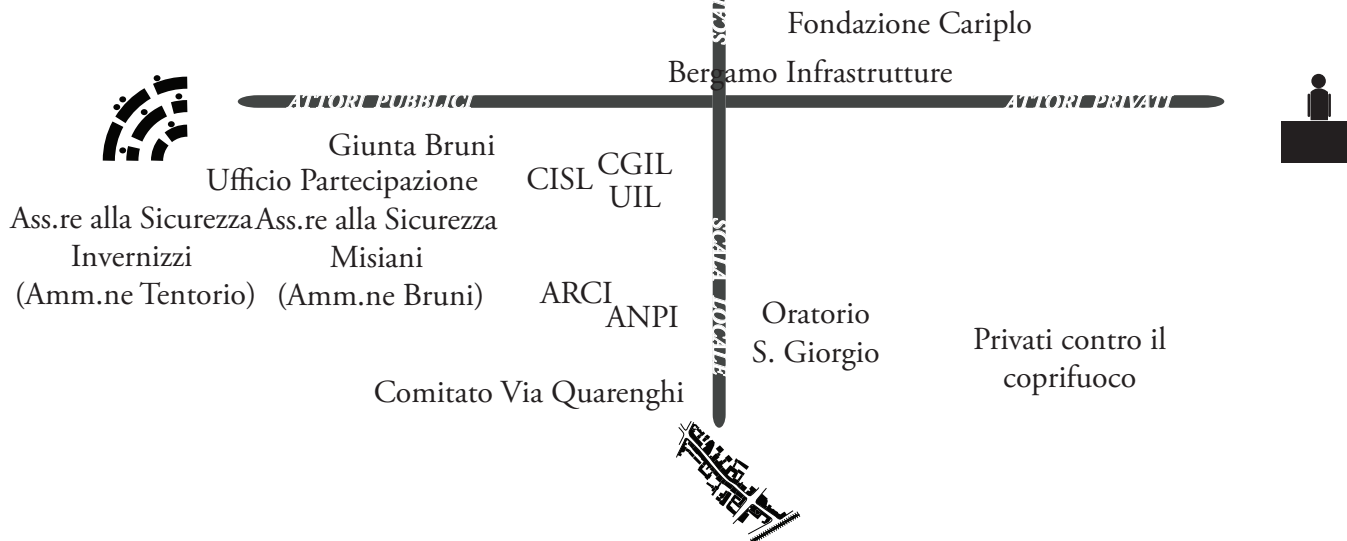 Fondazione Cariplo
Bergamo Infrastrutture
ATTORI PUBBLICI
ATTORI PRIVATI
Giunta Bruni
Ufficio Partecipazione
CISL
CGIL
UIL
Ass.re alla Sicurezza
Invernizzi
(Amm.ne Tentorio)
Ass.re alla Sicurezza
Misiani
(Amm.ne Bruni)
SCALA LOCALE
ARCI
ANPI
Oratorio
S. Giorgio
Privati contro il
coprifuoco
Comitato Via Quarenghi